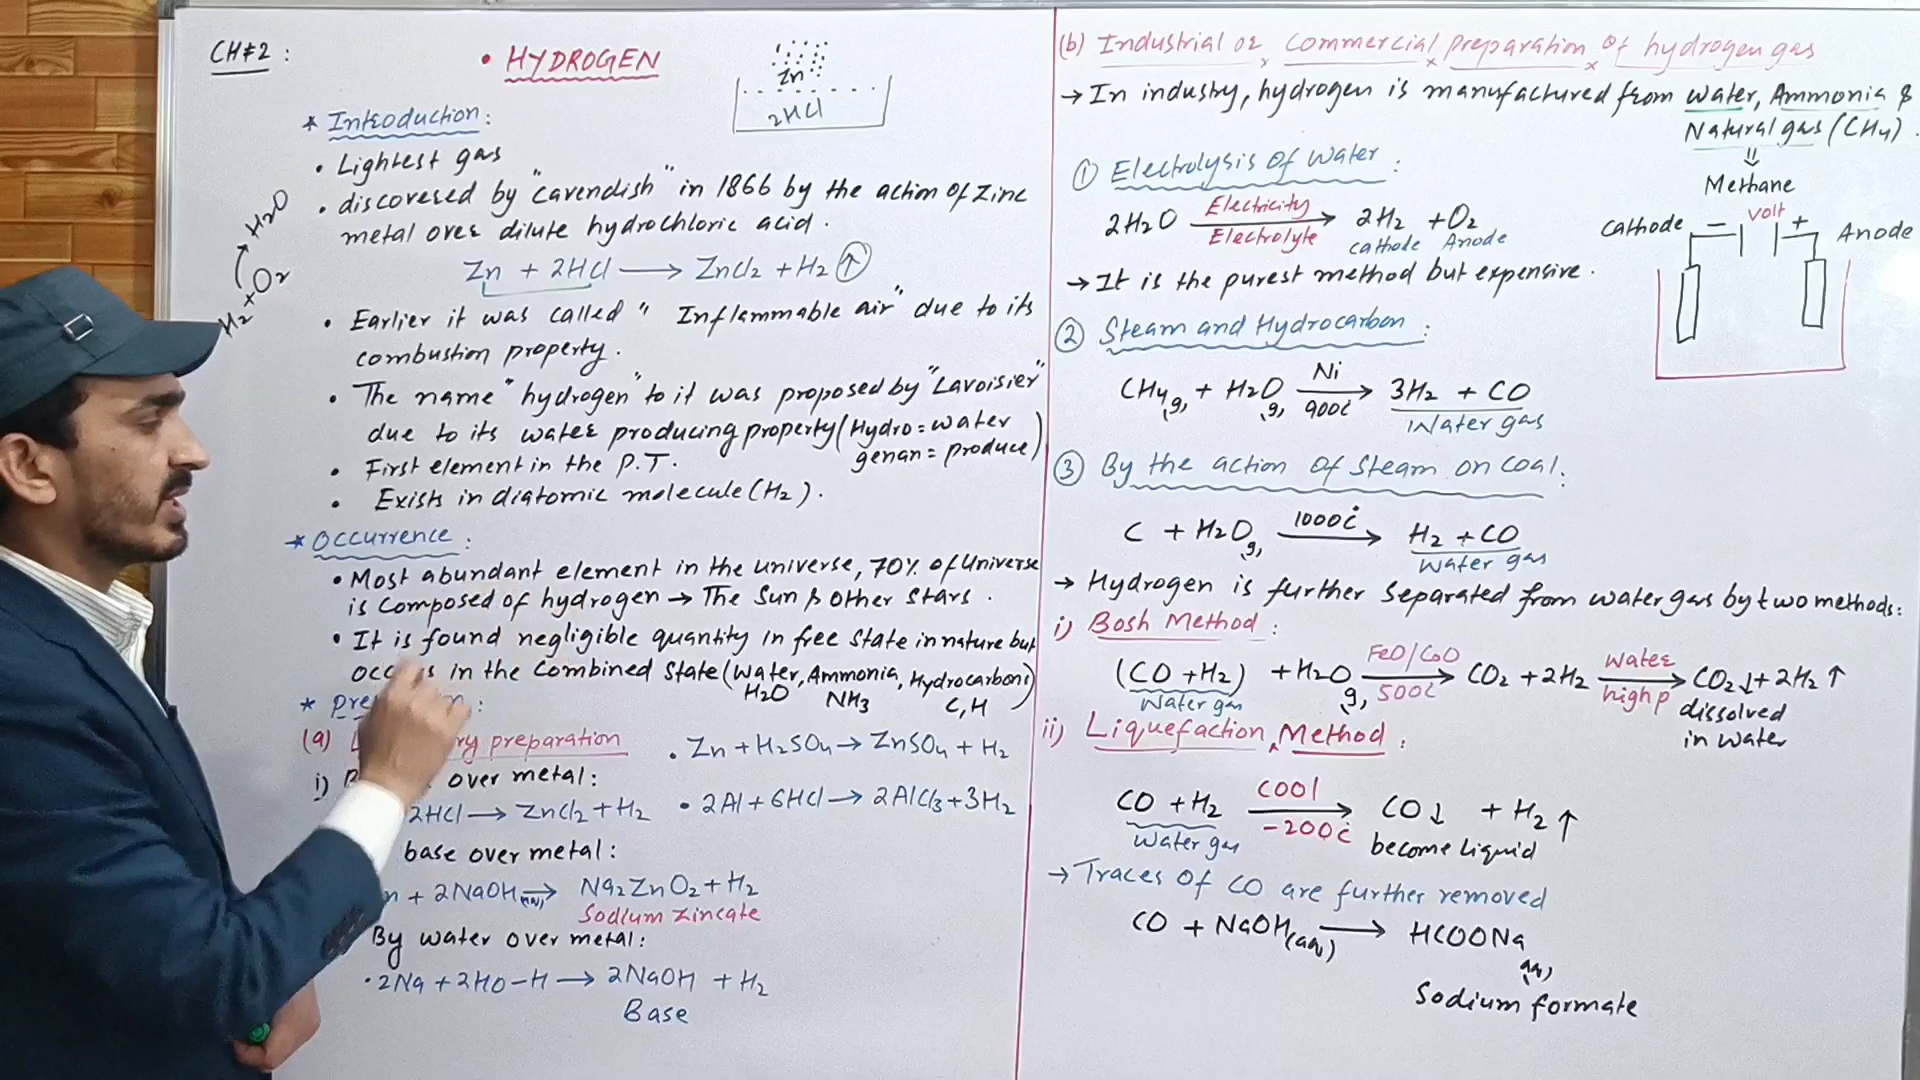 CH#2:
• HYDROGEN
Zn
2HCl
* Introduction:
• Lightest gas
• discovered by "Cavendish" in 1866 by the action of zinc
metal over dilute hydrochloric acid.
Zn + 2HCl → ZnCl2 + H2 ↑
H2 + O2 → H2O
• Earlier it was called " Inflammable air" due to its
combustion property.
• The name "hydrogen" to it was proposed by "Lavoisier"
due to its water producing property (Hydro = water
genan = produce)
• First element in the P.T.
• Exists in diatomic molecule (H2).
* Occurrence:
• Most abundant element in the universe, 70% of Universe
is composed of hydrogen → The Sun & other stars.
• It is found negligible quantity in free state in nature but
in the Combined State (Water, Ammonia, Hydrocarbons)
H2O NH3 C,H
*
(a) preparation
i) over metal:
2HCl → ZnCl2 + H2
• Zn + H2SO4 → ZnSO4 + H2
• 2Al + 6HCl → 2AlCl3 + 3H2
base over metal:
+ 2NaOH(aq) → Na2ZnO2 + H2
Sodium zincate
By water over metal:
• 2Na + 2HO-H → 2NaOH + H2
Base
(b) Industrial or Commercial preparation of hydrogen gas
→ In industry, hydrogen is manufactured from water, Ammonia &
Natural gas (CH4).
⇓
Methane
① Electrolysis of water:
2H2O Electricity/Electrolyte → 2H2 + O2
cathode Anode
→ It is the purest method but expensive.
Cathode − Volt + Anode
② Steam and Hydrocarbon:
CH4(g) + H2O(g) Ni/900°C → 3H2 + CO
Water gas
③ By the action of Steam on coal:
C + H2O(g) 1000°C → H2 + CO
Water gas
→ Hydrogen is further separated from water gas by two methods:
i) Bosh Method:
(CO + H2) + H2O(g) FeO/CoO/500°C → CO2 + 2H2 Water/high p → CO2↓ + 2H2 ↑
Water gas
dissolved
in water
ii) Liquefaction Method:
CO + H2 COOl/-200°C → CO↓ + H2 ↑
Water gas become liquid
→ Traces of CO are further removed
CO + NaOH(aq) → HCOONa
(aq)
Sodium formate